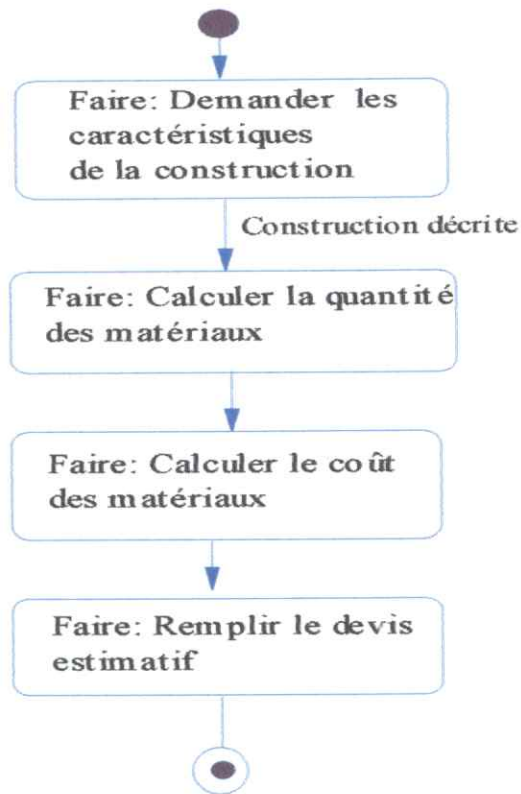 Faire: Demander les
caractéristiques
de la construction
Construction décrite
Faire: Calculer la quantité
des matériaux
Faire: Calculer le coût
des matériaux
Faire: Remplir le devis
estimatif